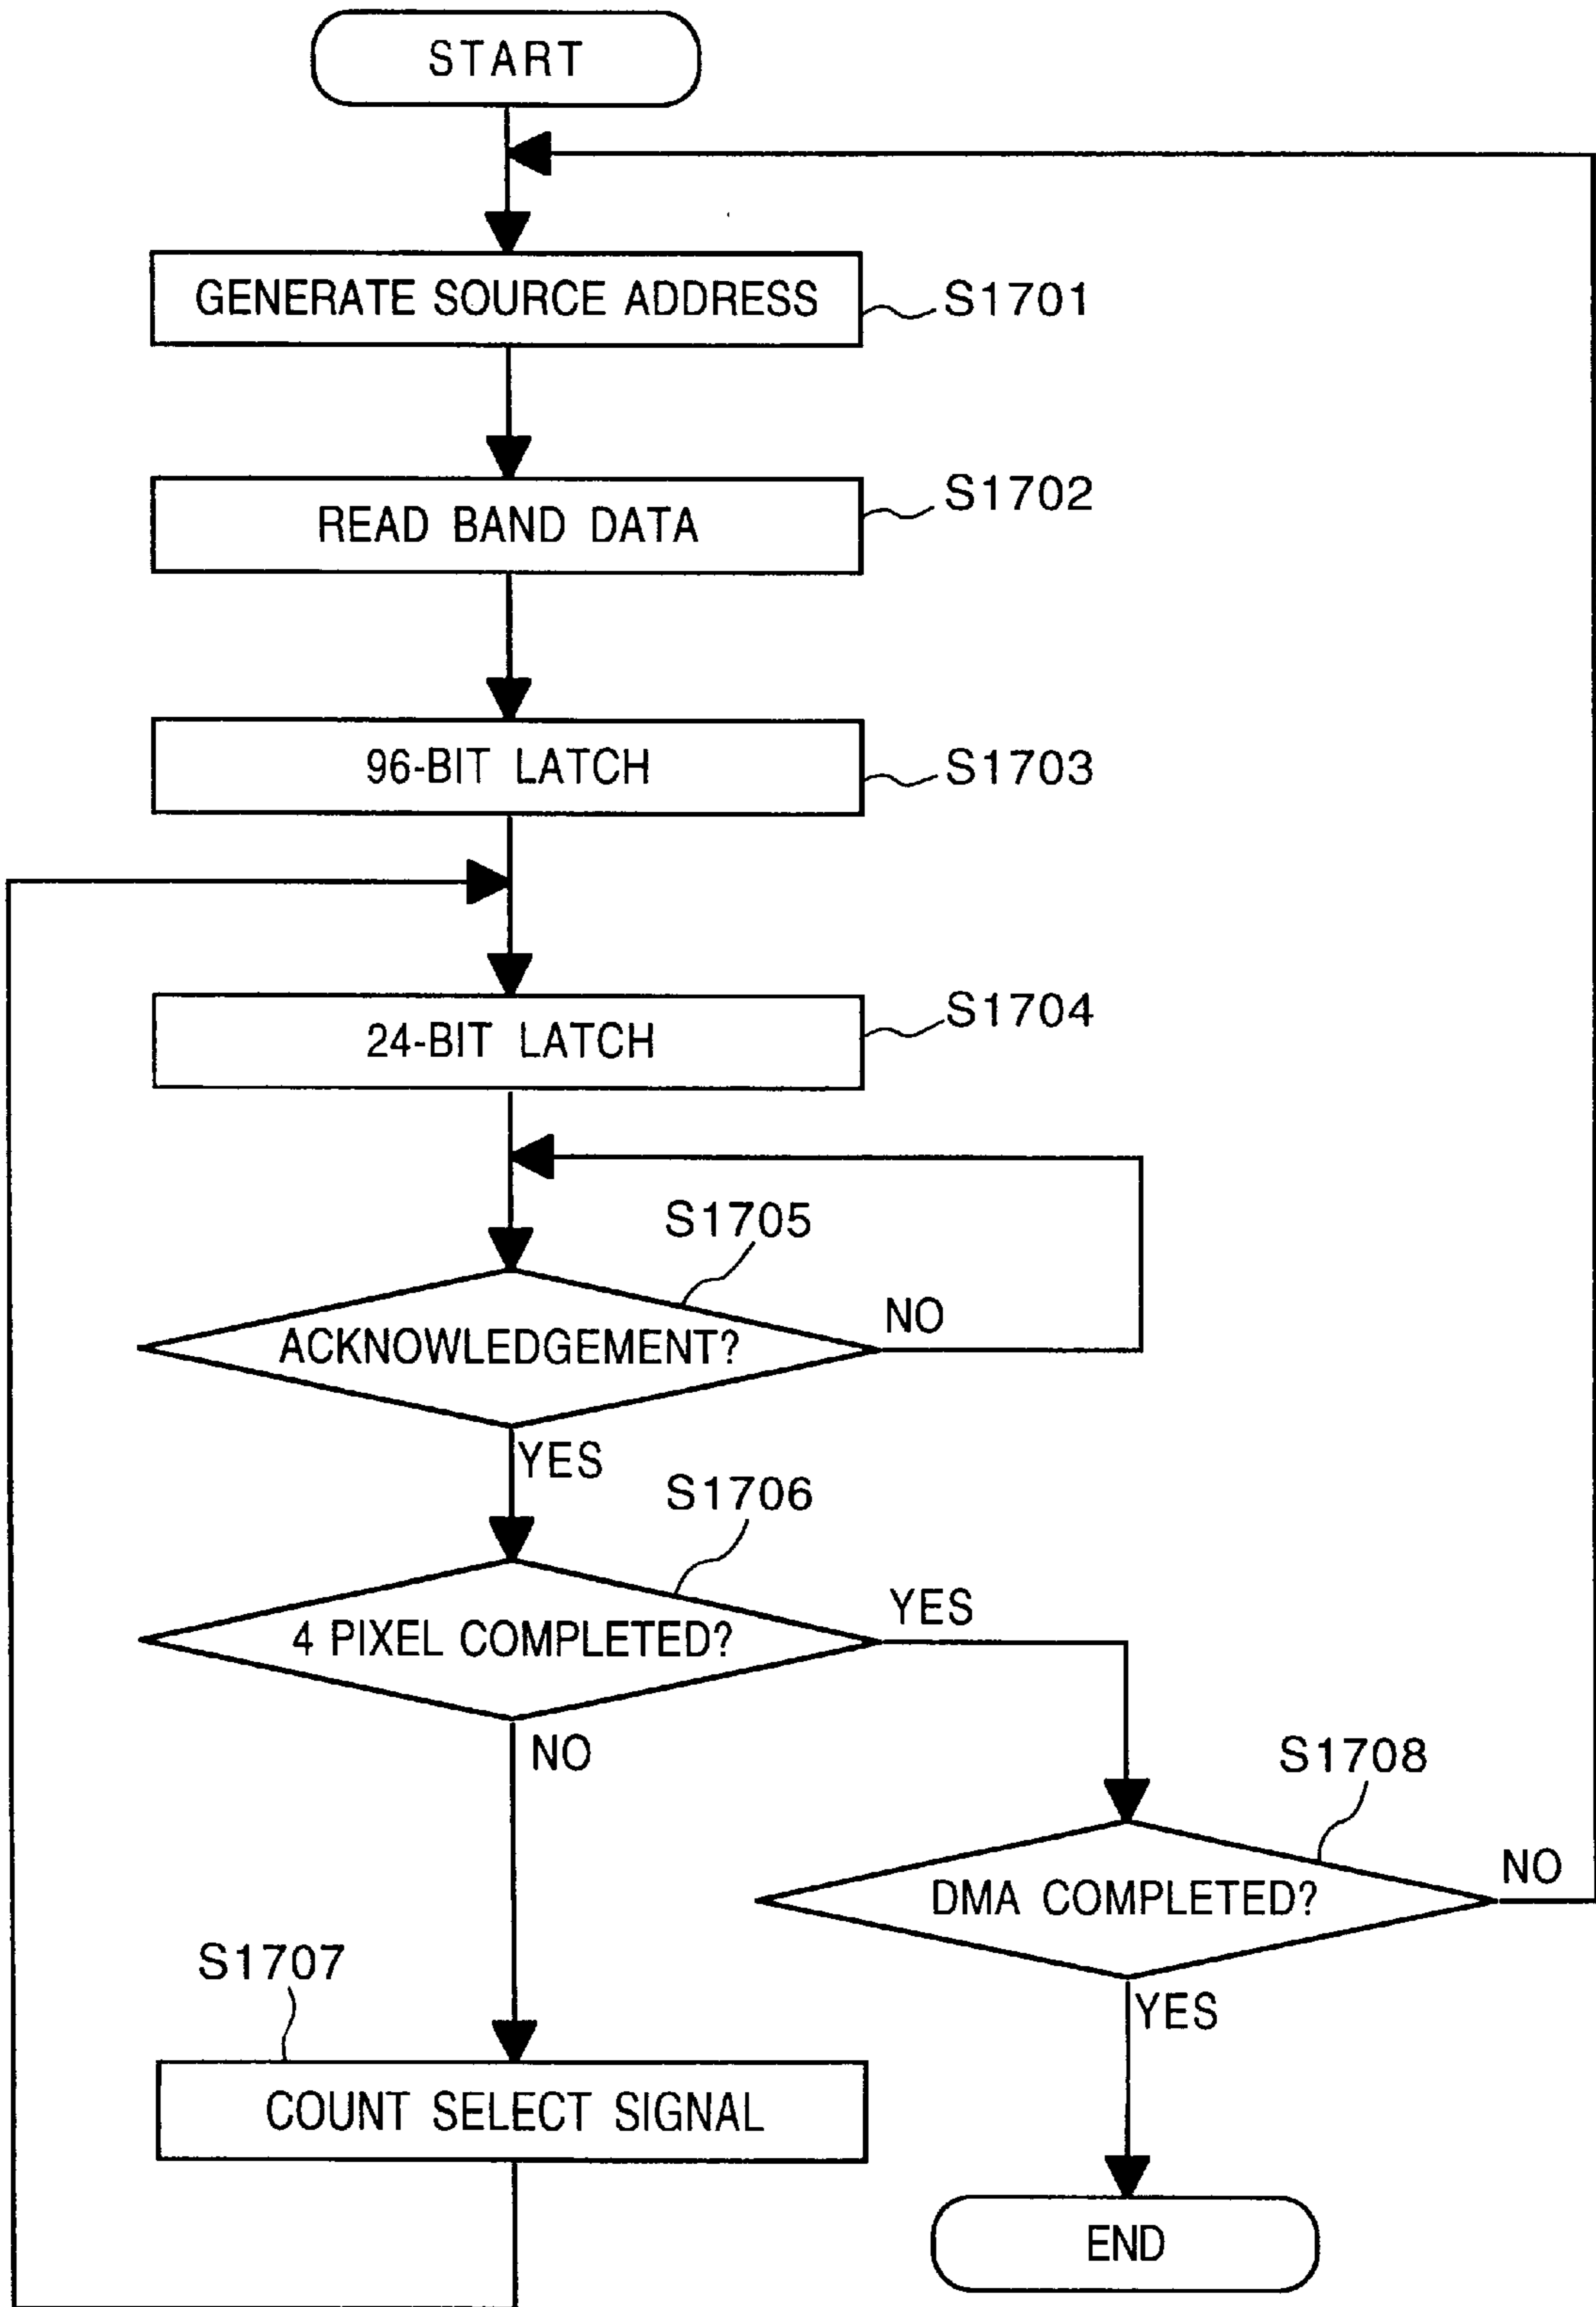 START
GENERATE SOURCE ADDRESS
S1701
READ BAND DATA
S1702
96-BIT LATCH
S1703
24-BIT LATCH
S1704
S1705
ACKNOWLEDGEMENT?
NO
YES
S1706
4 PIXEL COMPLETED?
YES
NO
S1708
DMA COMPLETED?
NO
YES
S1707
COUNT SELECT SIGNAL
END